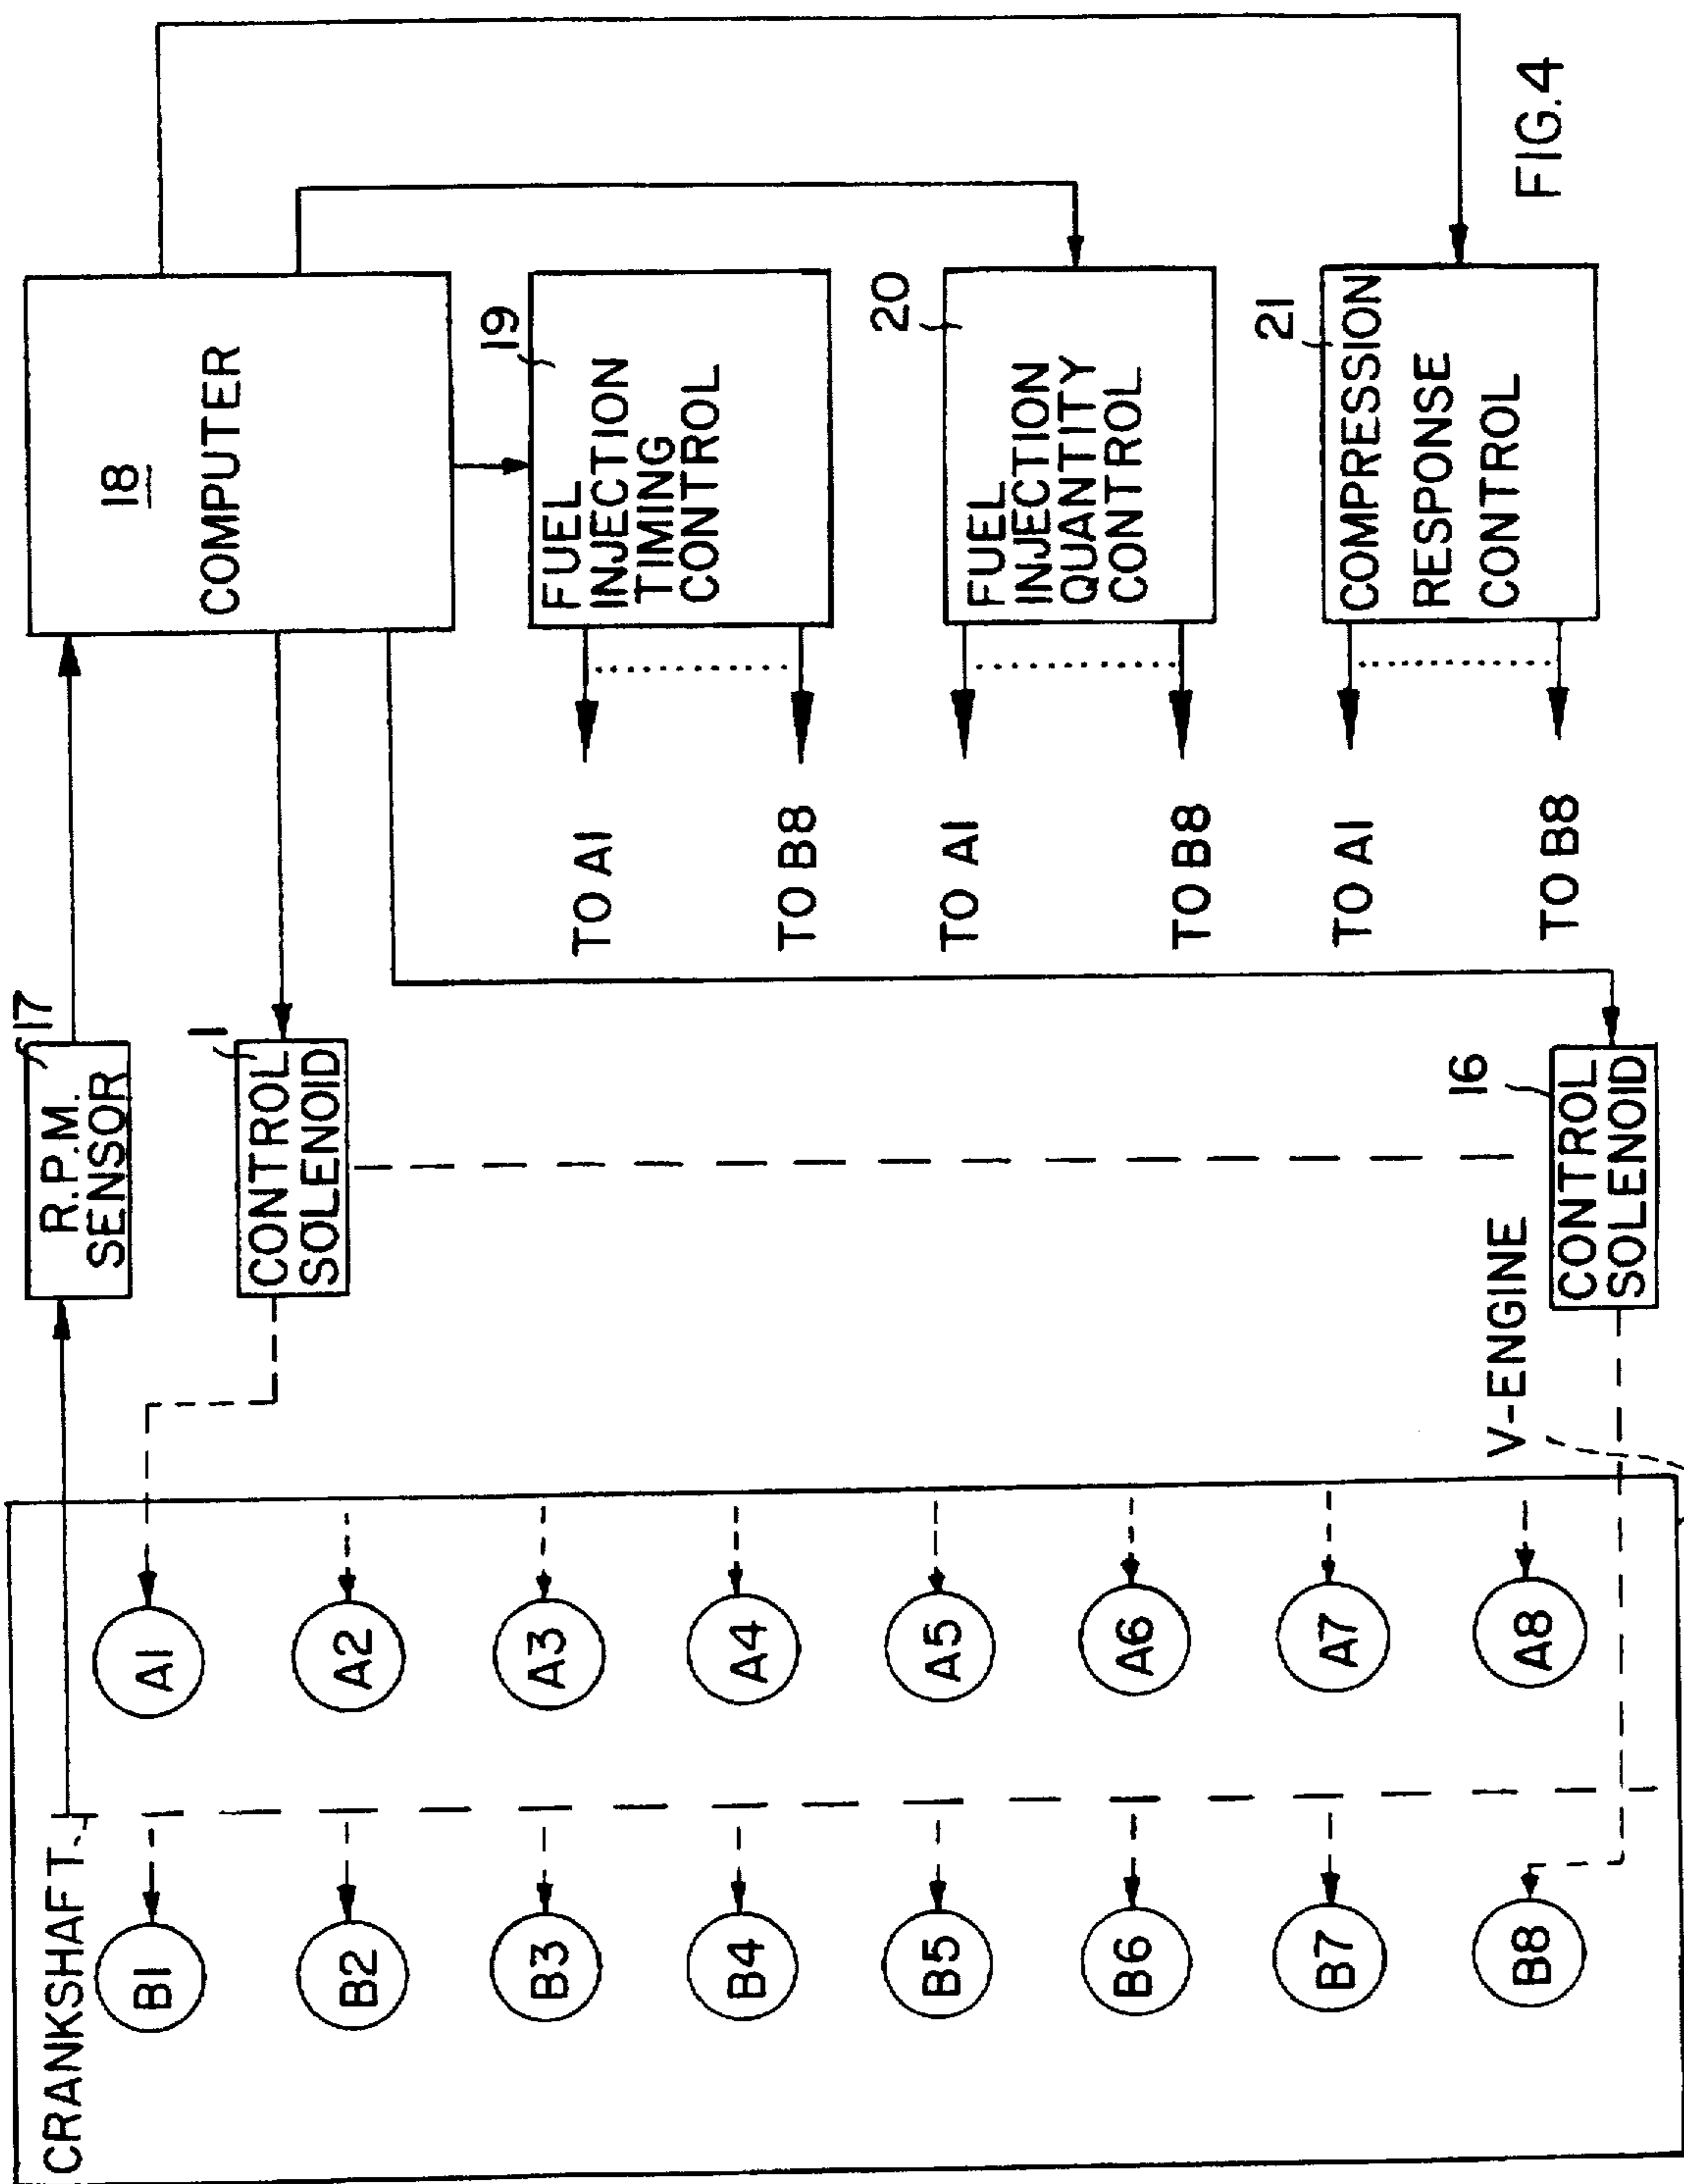 FIG.4
18
COMPUTER
19
FUEL
INJECTION
TIMING
CONTROL
20
FUEL
INJECTION
QUANTITY
CONTROL
21
COMPRESSION
RESPONSE
CONTROL
TO A1
TO B8
TO A1
TO B8
TO A1
TO B8
17
R.P.M.
SENSOR
1
CONTROL
SOLENOID
16
CONTROL
SOLENOID
V-ENGINE
A1
A2
A3
A4
A5
A6
A7
A8
CRANKSHAFT
B1
B2
B3
B4
B5
B6
B7
B8